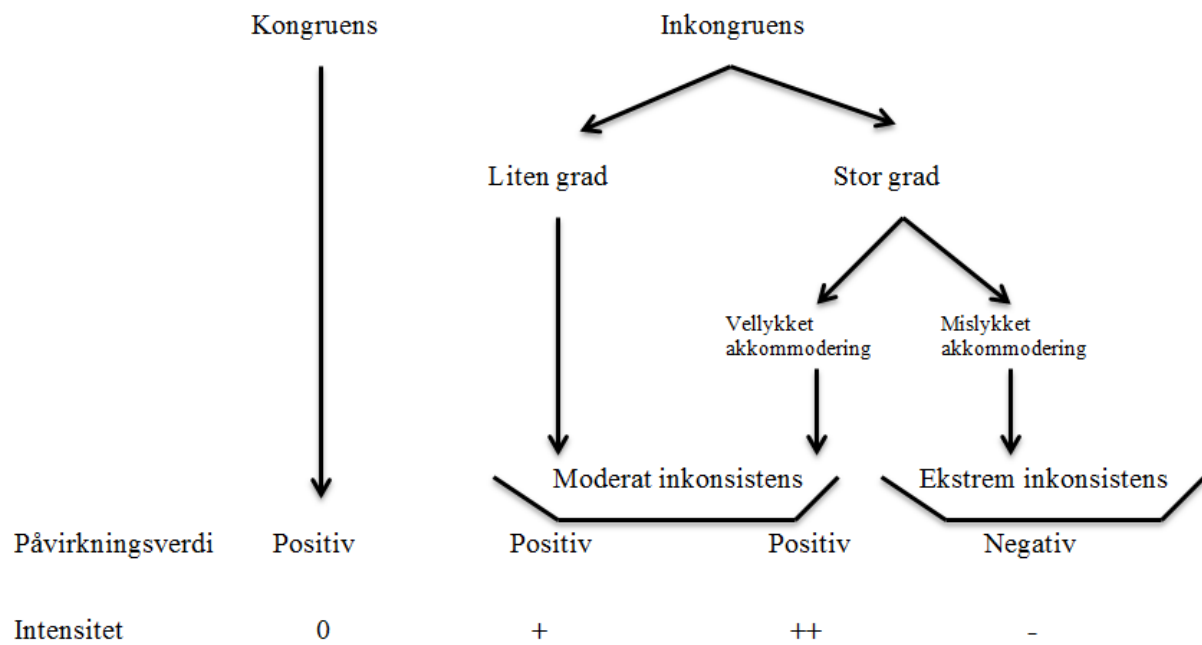 Kongruens Inkongruens
Liten grad Stor grad
Vellykket akkommodering Mislykket akkommodering
Moderat inkonsistens Ekstrem inkonsistens
Påvirkningsverdi Positiv Positiv Positiv Negativ
Intensitet 0 + ++ -